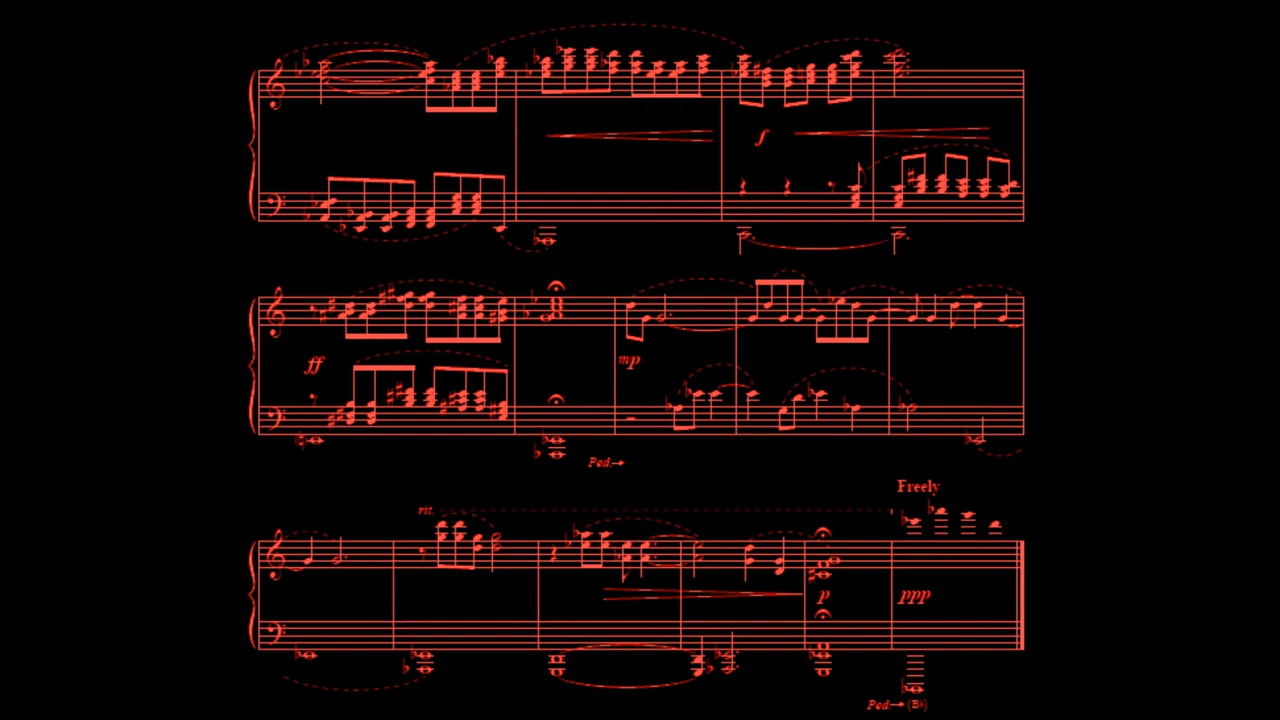 f
ff
mp
Ped.→
Freely
rit.
p
ppp
Ped.→(B♭)